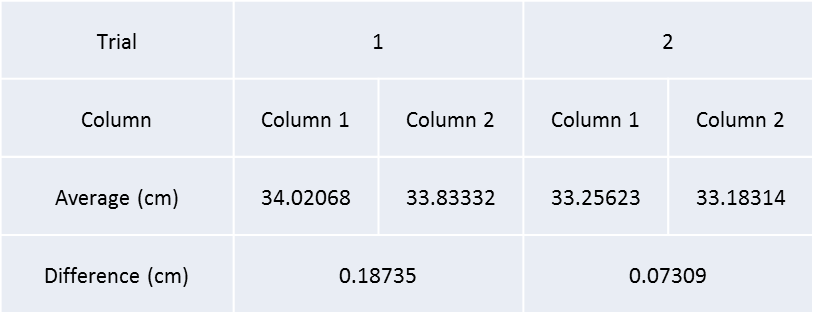 Trial 1 2
Column Column 1 Column 2 Column 1 Column 2
Average (cm) 34.02068 33.83332 33.25623 33.18314
Difference (cm) 0.18735 0.07309